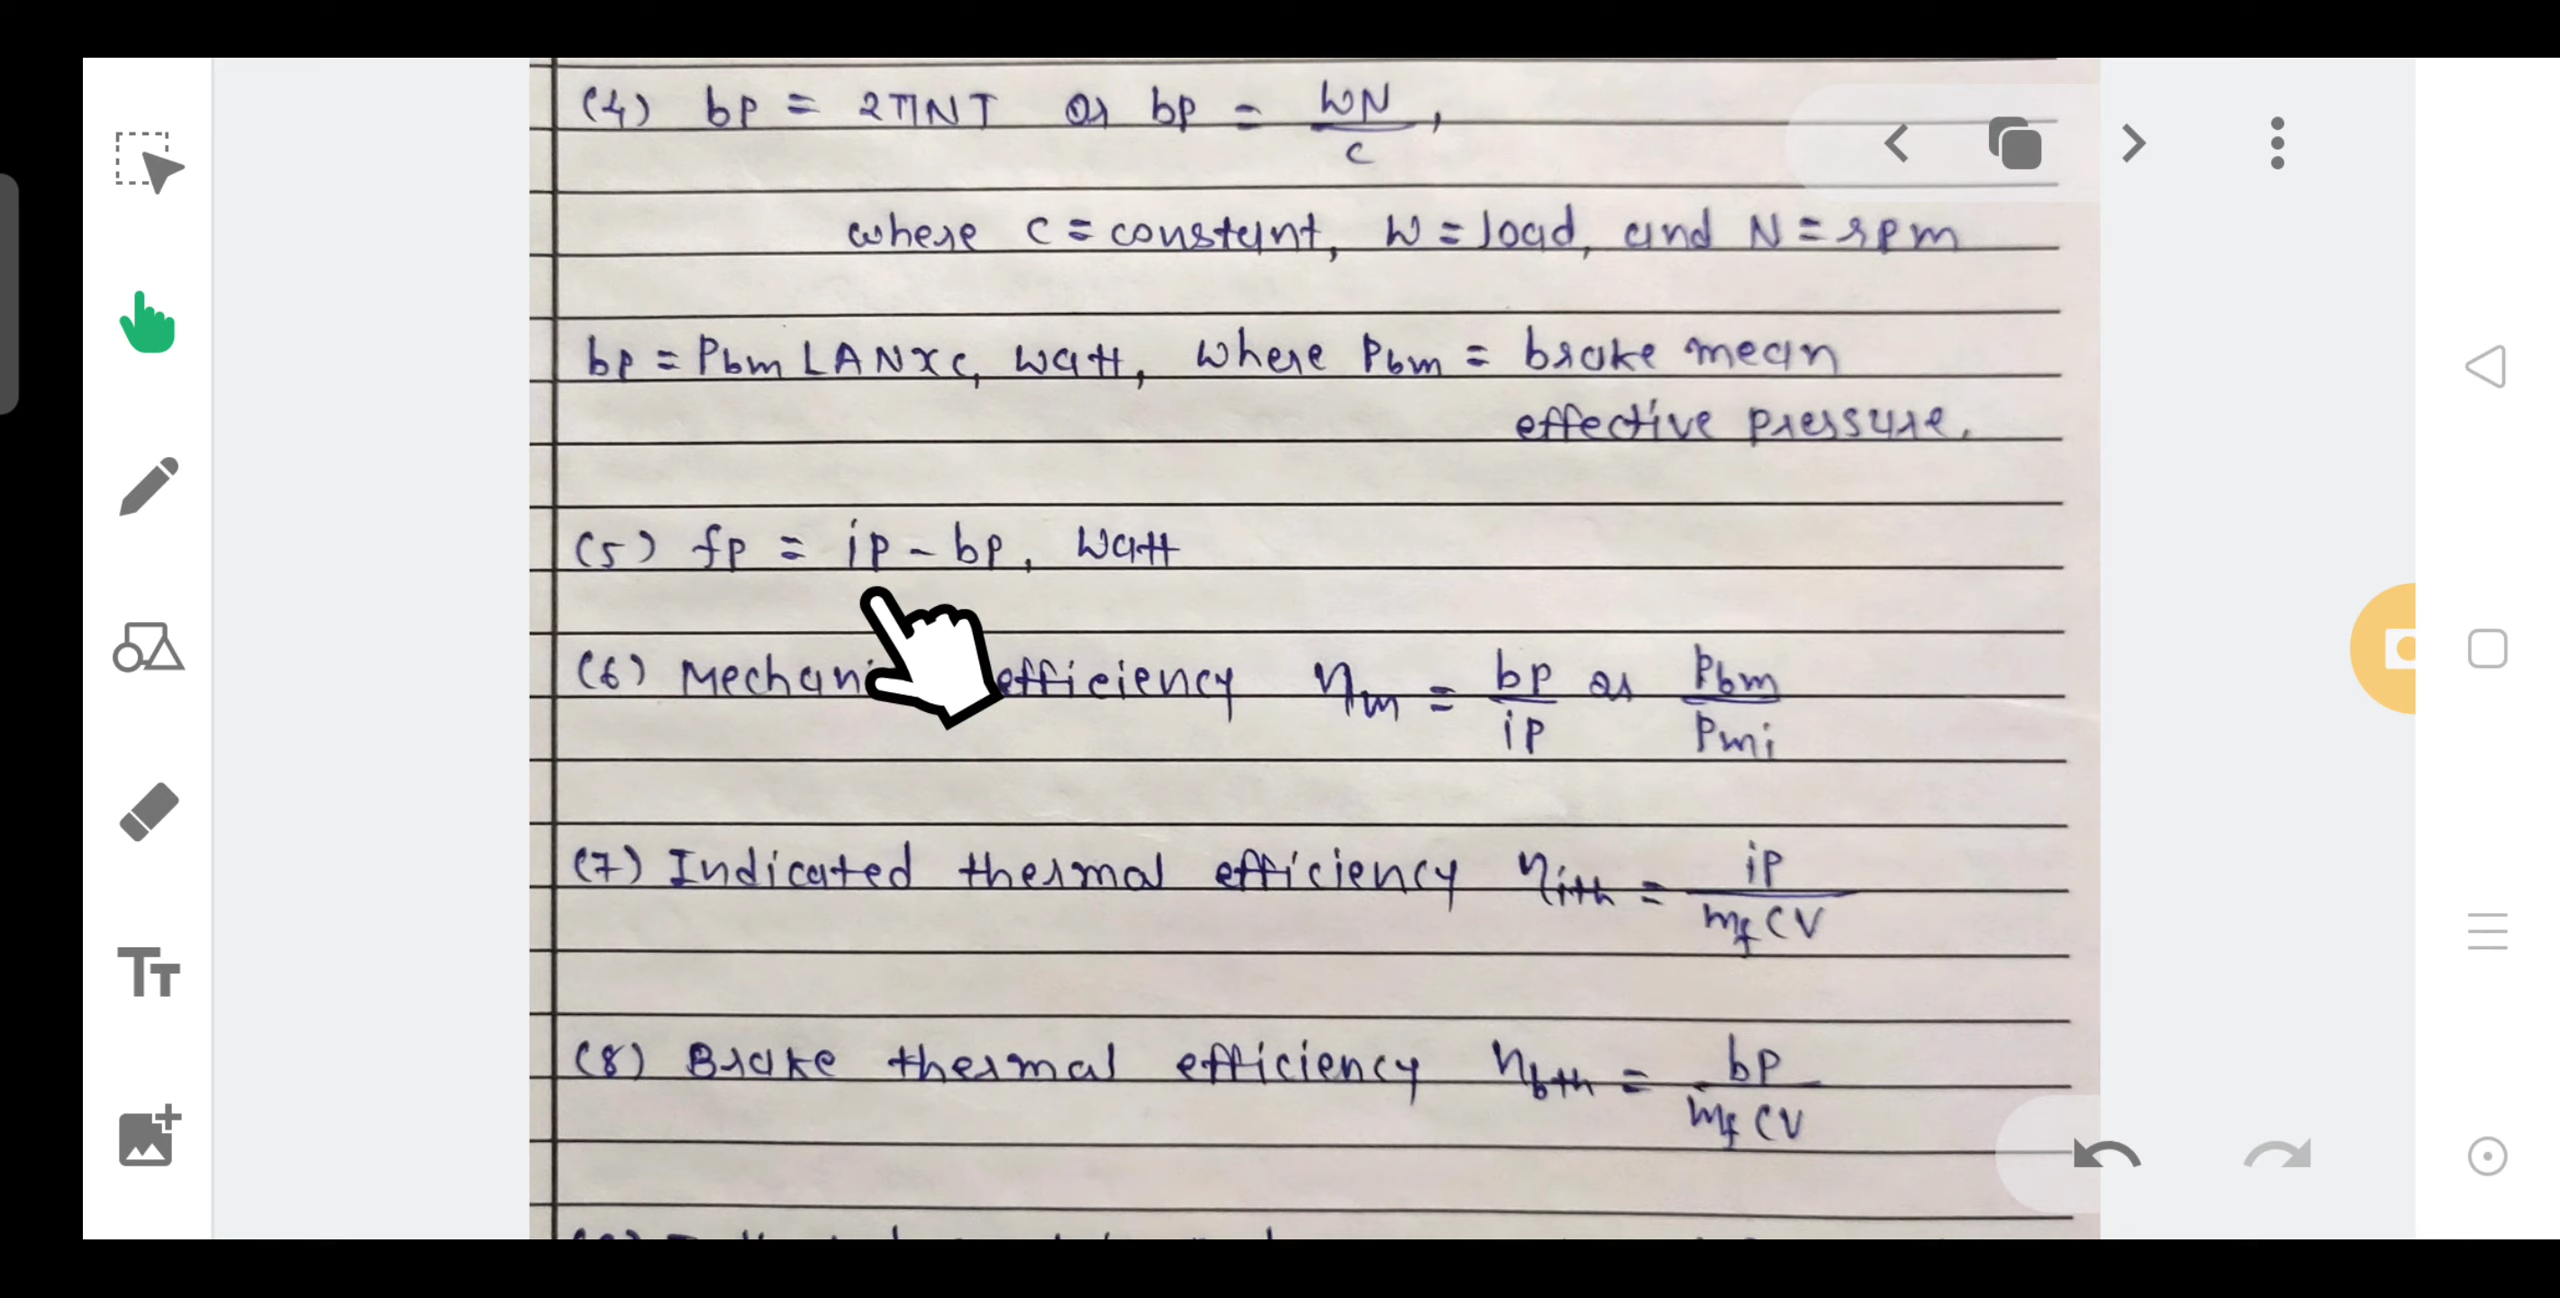 (4) bp = 2πNT or bp = WN/C,
where C = constant, W = load, and N = rpm
bp = Pbm LANxc, watt, where Pbm = brake mean
effective pressure.
(5) fp = ip - bp, watt
(6) Mechani efficiency ηm = bp/ip or Pbm/Pmi
(7) Indicated thermal efficiency ηith = ip/mf CV
(8) Brake thermal efficiency ηbth = bp/mf CV
TT